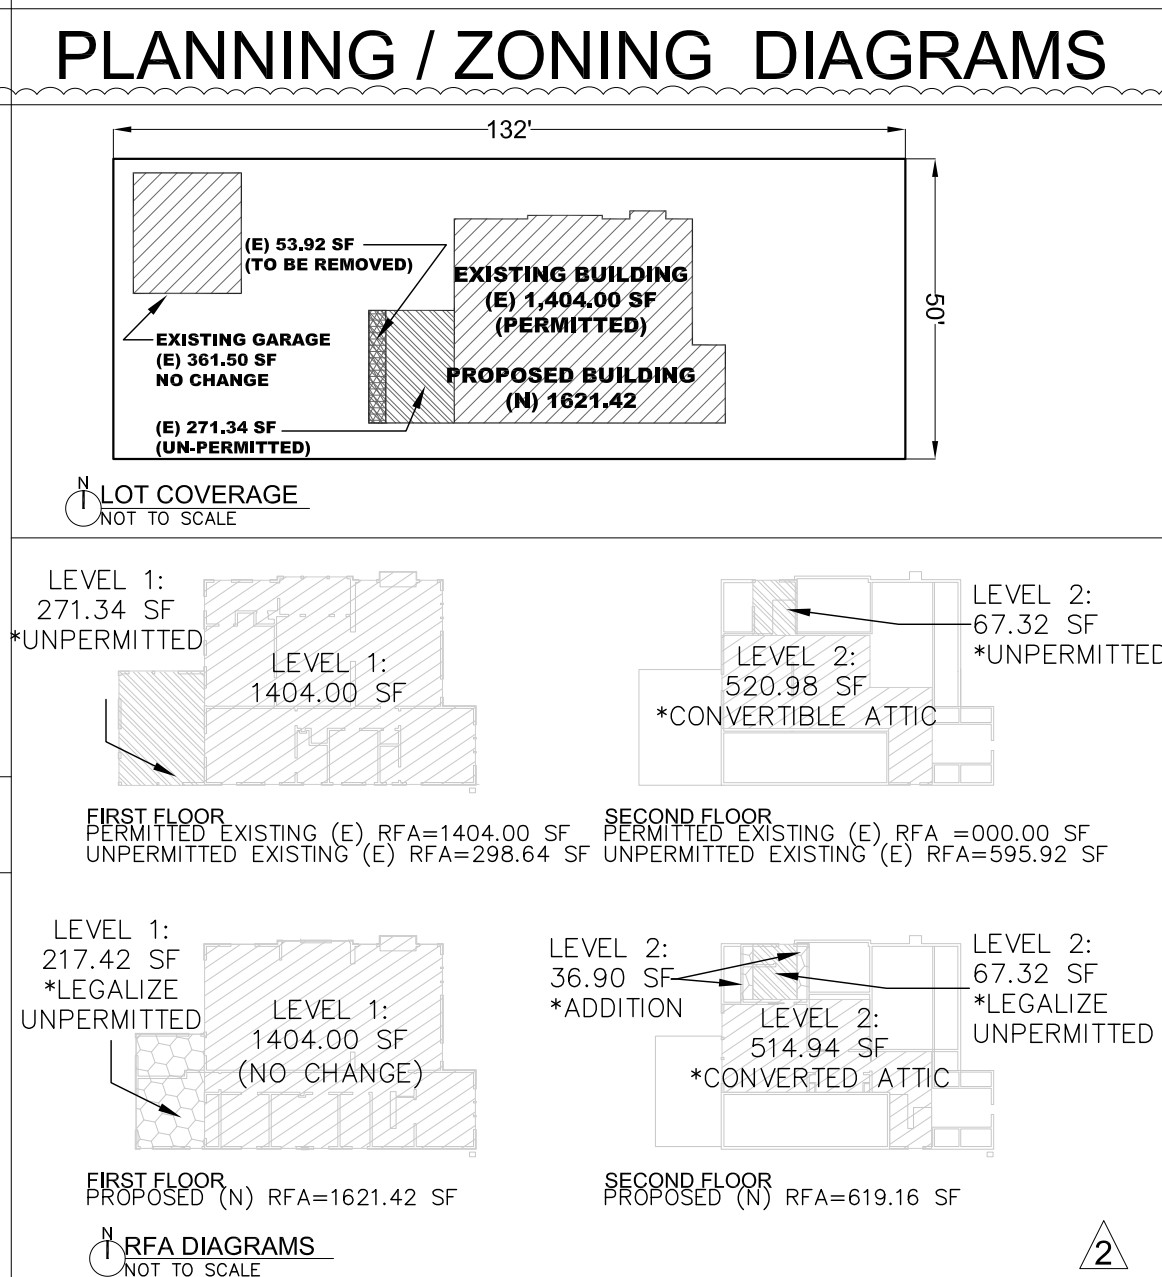 PLANNING / ZONING DIAGRAMS
132'
50'
(E) 53.92 SF
(TO BE REMOVED)
EXISTING BUILDING
(E) 1,404.00 SF
(PERMITTED)
EXISTING GARAGE
(E) 361.50 SF
NO CHANGE
PROPOSED BUILDING
(N) 1621.42
(E) 271.34 SF
(UN-PERMITTED)
N
LOT COVERAGE
NOT TO SCALE
LEVEL 1:
271.34 SF
*UNPERMITTED
LEVEL 1:
1404.00 SF
FIRST FLOOR
PERMITTED EXISTING (E) RFA=1404.00 SF
UNPERMITTED EXISTING (E) RFA=298.64 SF
LEVEL 2:
67.32 SF
*UNPERMITTED
LEVEL 2:
520.98 SF
*CONVERTIBLE ATTIC
SECOND FLOOR
PERMITTED EXISTING (E) RFA =000.00 SF
UNPERMITTED EXISTING (E) RFA=595.92 SF
LEVEL 1:
217.42 SF
*LEGALIZE
UNPERMITTED
LEVEL 1:
1404.00 SF
(NO CHANGE)
FIRST FLOOR
PROPOSED (N) RFA=1621.42 SF
LEVEL 2:
36.90 SF
*ADDITION
LEVEL 2:
67.32 SF
*LEGALIZE
UNPERMITTED
LEVEL 2:
514.94 SF
*CONVERTED ATTIC
SECOND FLOOR
PROPOSED (N) RFA=619.16 SF
N
RFA DIAGRAMS
NOT TO SCALE
2